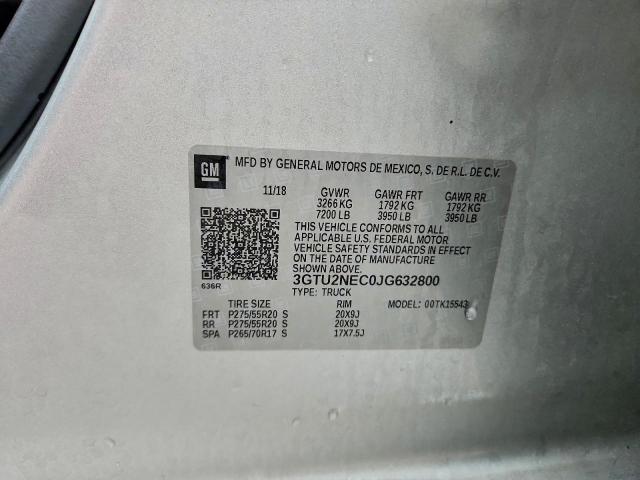 GM MFD BY GENERAL MOTORS DE MEXICO, S. DE R.L. DE C.V.
11/18 GVWR GAWR FRT GAWR RR
3266 KG 1792 KG 1792 KG
7200 LB 3950 LB 3950 LB
THIS VEHICLE CONFORMS TO ALL
APPLICABLE U.S. FEDERAL MOTOR
VEHICLE SAFETY STANDARDS IN EFFECT
ON THE DATE OF MANUFACTURE
SHOWN ABOVE.
636R 3GTU2NEC0JG632800
TYPE: TRUCK
TIRE SIZE RIM MODEL: 00TK15543
FRT P275/55R20 S 20X9J
RR P275/55R20 S 20X9J
SPA P265/70R17 S 17X7.5J